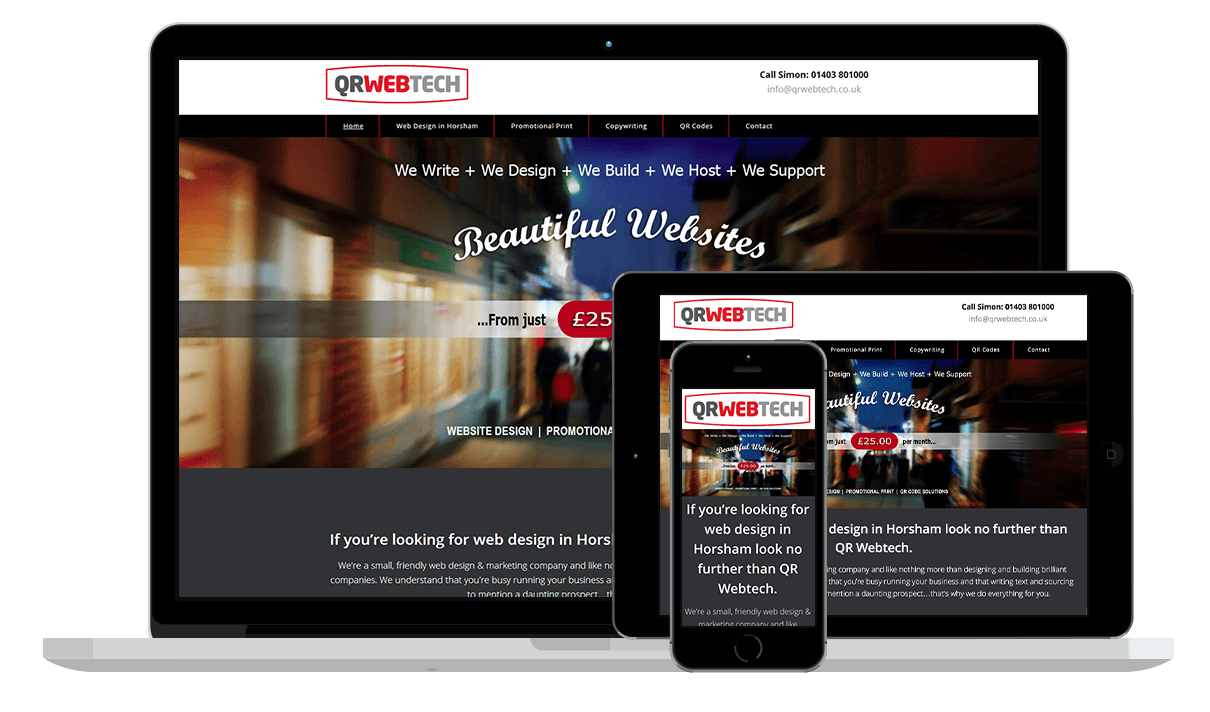 QRWEBTECH
Call Simon: 01403 801000
info@qrwebtech.co.uk
Home
Web Design in Horsham
Promotional Print
Copywriting
QR Codes
Contact
We Write + We Design + We Build + We Host + We Support
Beautiful Websites
...From just £25
WEBSITE DESIGN | PROMOTIONA
If you're looking for web design in Hors
We're a small, friendly web design & marketing company and like no
companies. We understand that you're busy running your business a
to mention a daunting prospect...th
QRWEBTECH
Call Simon: 01403 801000
info@qrwebtech.co.uk
Promotional Print
Copywriting
QR Codes
Contact
Design + We Build + We Host + We Support
autiful Websites
om just £25.00 per month...
ESIGN | PROMOTIONAL PRINT | QR CODE SOLUTIONS
design in Horsham look no further than
QR Webtech.
ing company and like nothing more than designing and building brilliant
that you're busy running your business and that writing text and sourcing
mention a daunting prospect...that's why we do everything for you.
QRWEBTECH
We Write + We Design + We Build + We Host + We Support
Beautiful Websites
£25.00
If you're looking for
web design in
Horsham look no
further than QR
Webtech.
We're a small, friendly web design &
marketing company and like